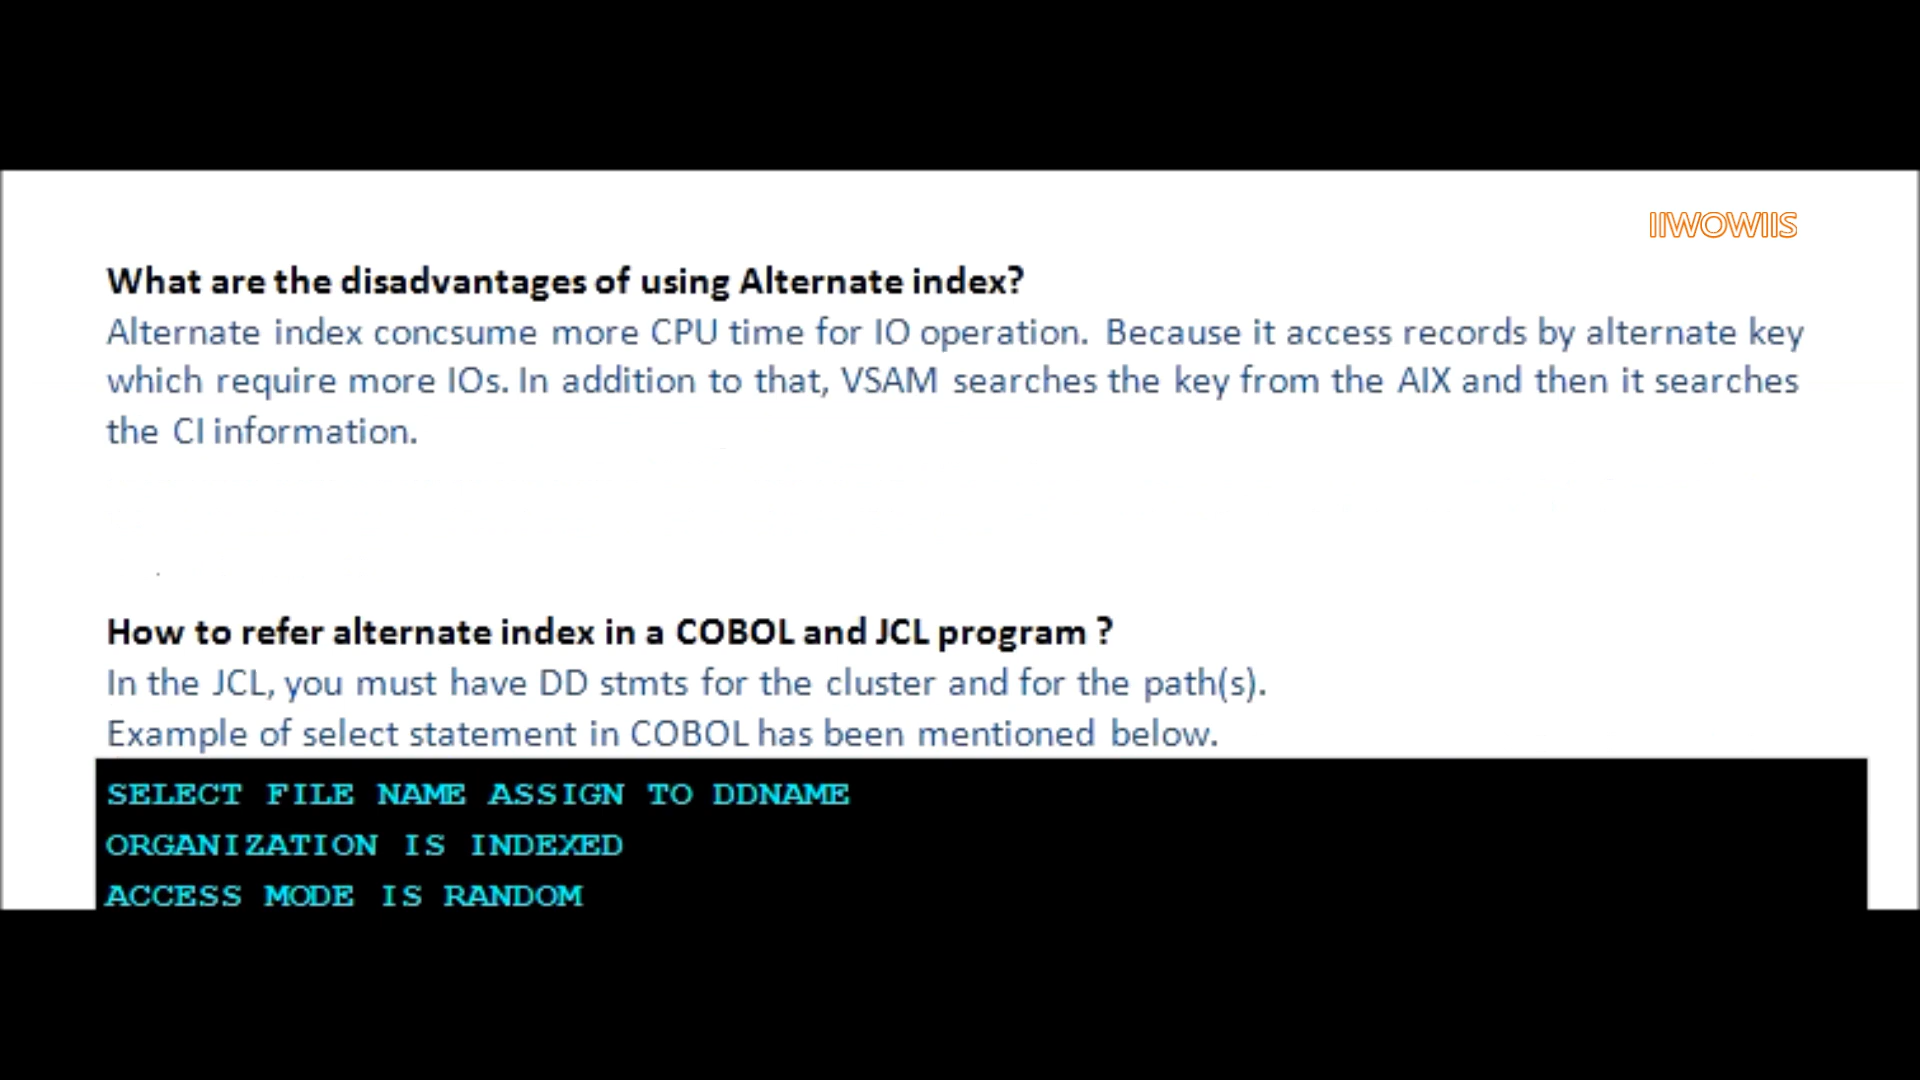 IIWOWIIS
What are the disadvantages of using Alternate index?
Alternate index concsume more CPU time for IO operation. Because it access records by alternate key
which require more IOs. In addition to that, VSAM searches the key from the AIX and then it searches
the CI information.
How to refer alternate index in a COBOL and JCL program ?
In the JCL, you must have DD stmts for the cluster and for the path(s).
Example of select statement in COBOL has been mentioned below.
SELECT FILE NAME ASSIGN TO DDNAME
ORGANIZATION IS INDEXED
ACCESS MODE IS RANDOM